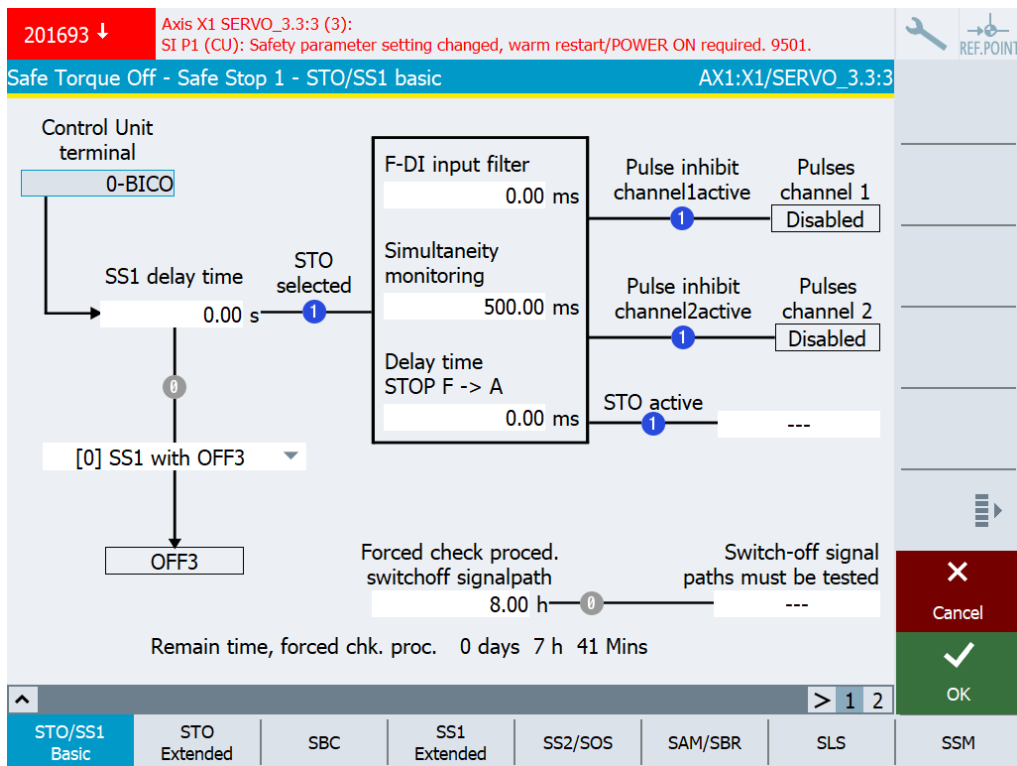 201693
Axis X1 SERVO_3.3:3 (3):
SI P1 (CU): Safety parameter setting changed, warm restart/POWER ON required. 9501.
REF.POINT
Safe Torque Off - Safe Stop 1 - STO/SS1 basic AX1:X1/SERVO_3.3:3
Control Unit
terminal
0-BICO
SS1 delay time
0.00 s
STO
selected
1
0
[0] SS1 with OFF3
OFF3
F-DI input filter
0.00 ms
Simultaneity
monitoring
500.00 ms
Delay time
STOP F -> A
0.00 ms
Pulse inhibit
channel1active
1
Pulses
channel 1
Disabled
Pulse inhibit
channel2active
1
Pulses
channel 2
Disabled
STO active
1
---
Forced check proced.
switchoff signalpath
8.00 h
0
Switch-off signal
paths must be tested
---
Remain time, forced chk. proc. 0 days 7 h 41 Mins
Cancel
OK
> 1 2
STO/SS1
Basic
STO
Extended
SBC
SS1
Extended
SS2/SOS
SAM/SBR
SLS
SSM